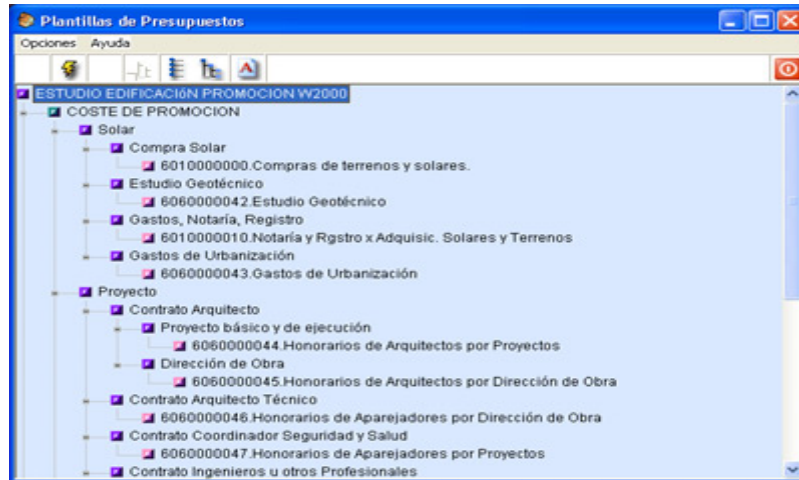 Plantillas de Presupuestos
Opciones Ayuda
ESTUDIO EDIFICACIóN PROMOCION W2000
COSTE DE PROMOCION
Solar
Compra Solar
6010000000.Compras de terrenos y solares.
Estudio Geotécnico
6060000042.Estudio Geotécnico
Gastos, Notaría, Registro
6010000010.Notaría y Rgstro x Adquisic. Solares y Terrenos
Gastos de Urbanización
6060000043.Gastos de Urbanización
Proyecto
Contrato Arquitecto
Proyecto básico y de ejecución
6060000044.Honorarios de Arquitectos por Proyectos
Dirección de Obra
6060000045.Honorarios de Arquitectos por Dirección de Obra
Contrato Arquitecto Técnico
6060000046.Honorarios de Aparejadores por Dirección de Obra
Contrato Coordinador Seguridad y Salud
6060000047.Honorarios de Aparejadores por Proyectos
Contrato Ingenieros u otros Profesionales